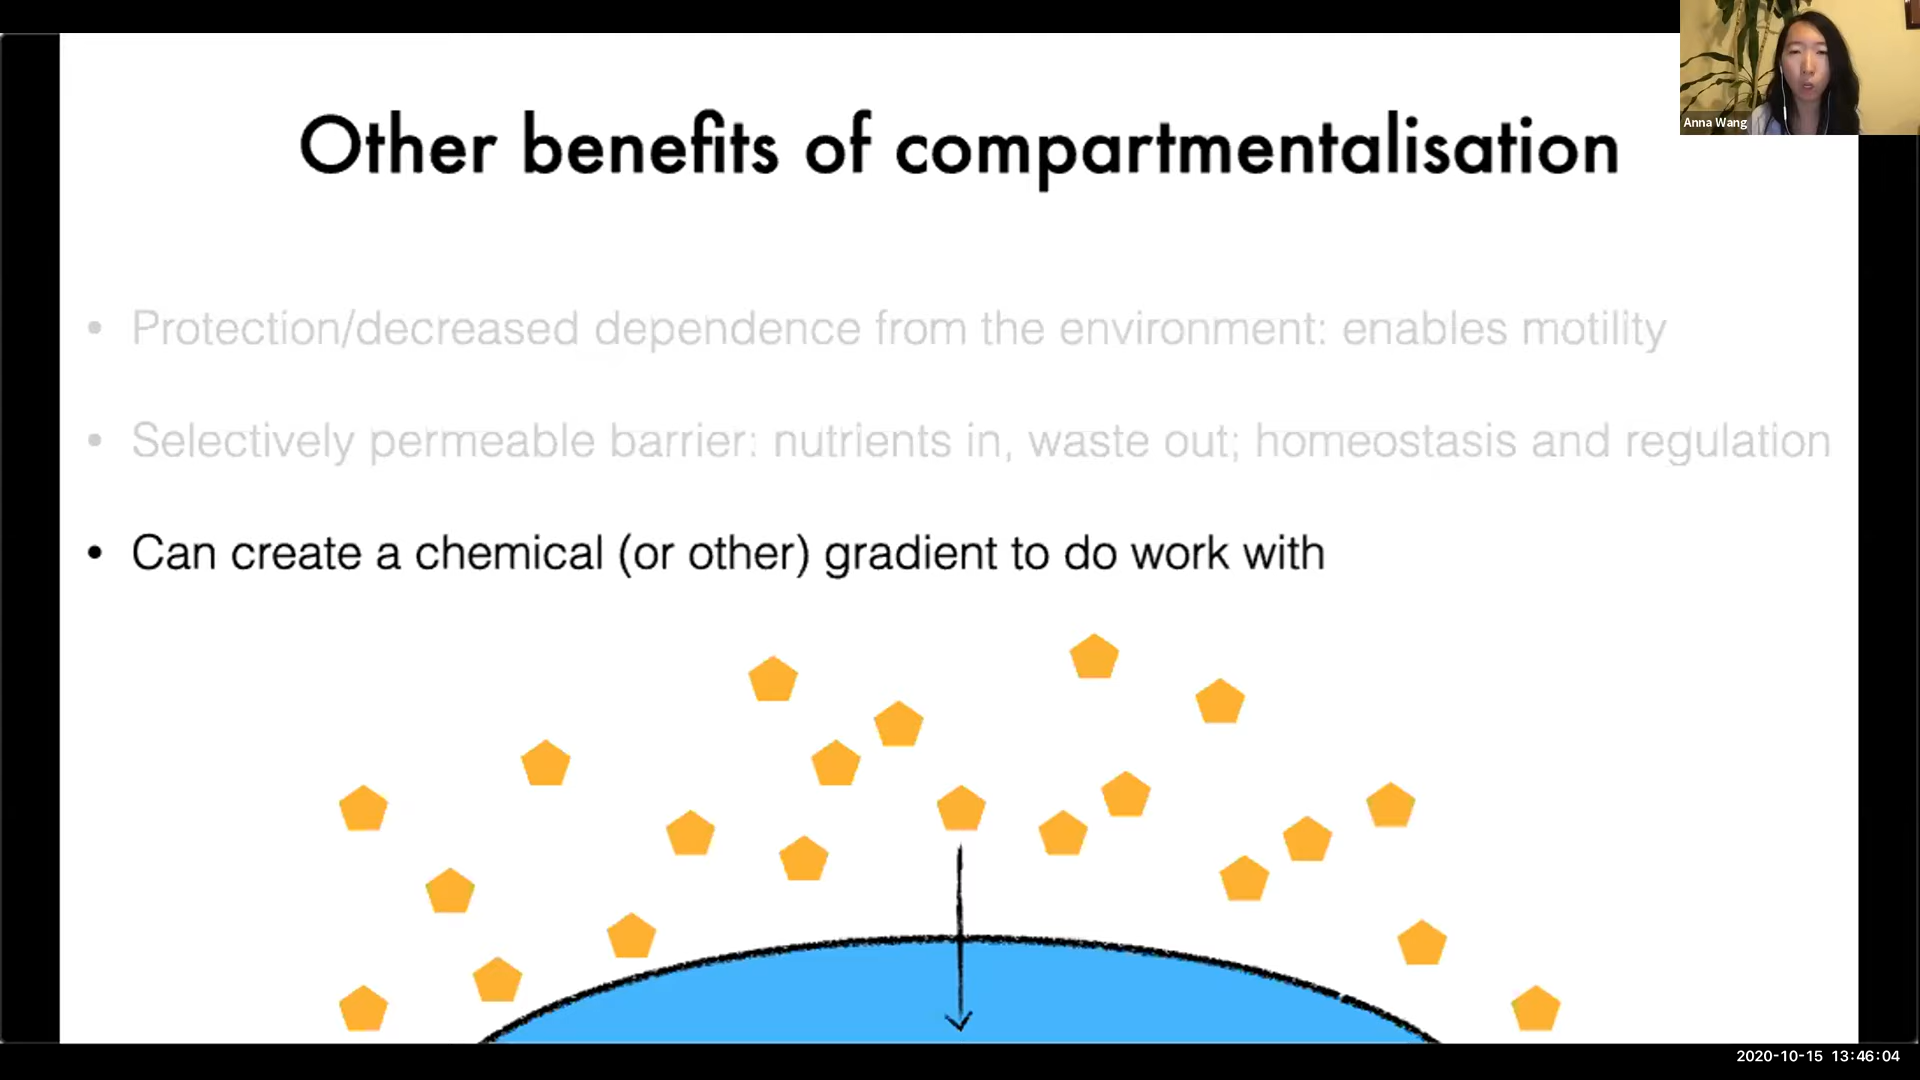 Anna Wang
Other benefits of compartmentalisation
• Protection/decreased dependence from the environment: enables motility
• Selectively permeable barrier: nutrients in, waste out; homeostasis and regulation
• Can create a chemical (or other) gradient to do work with
2020-10-15 13:46:04